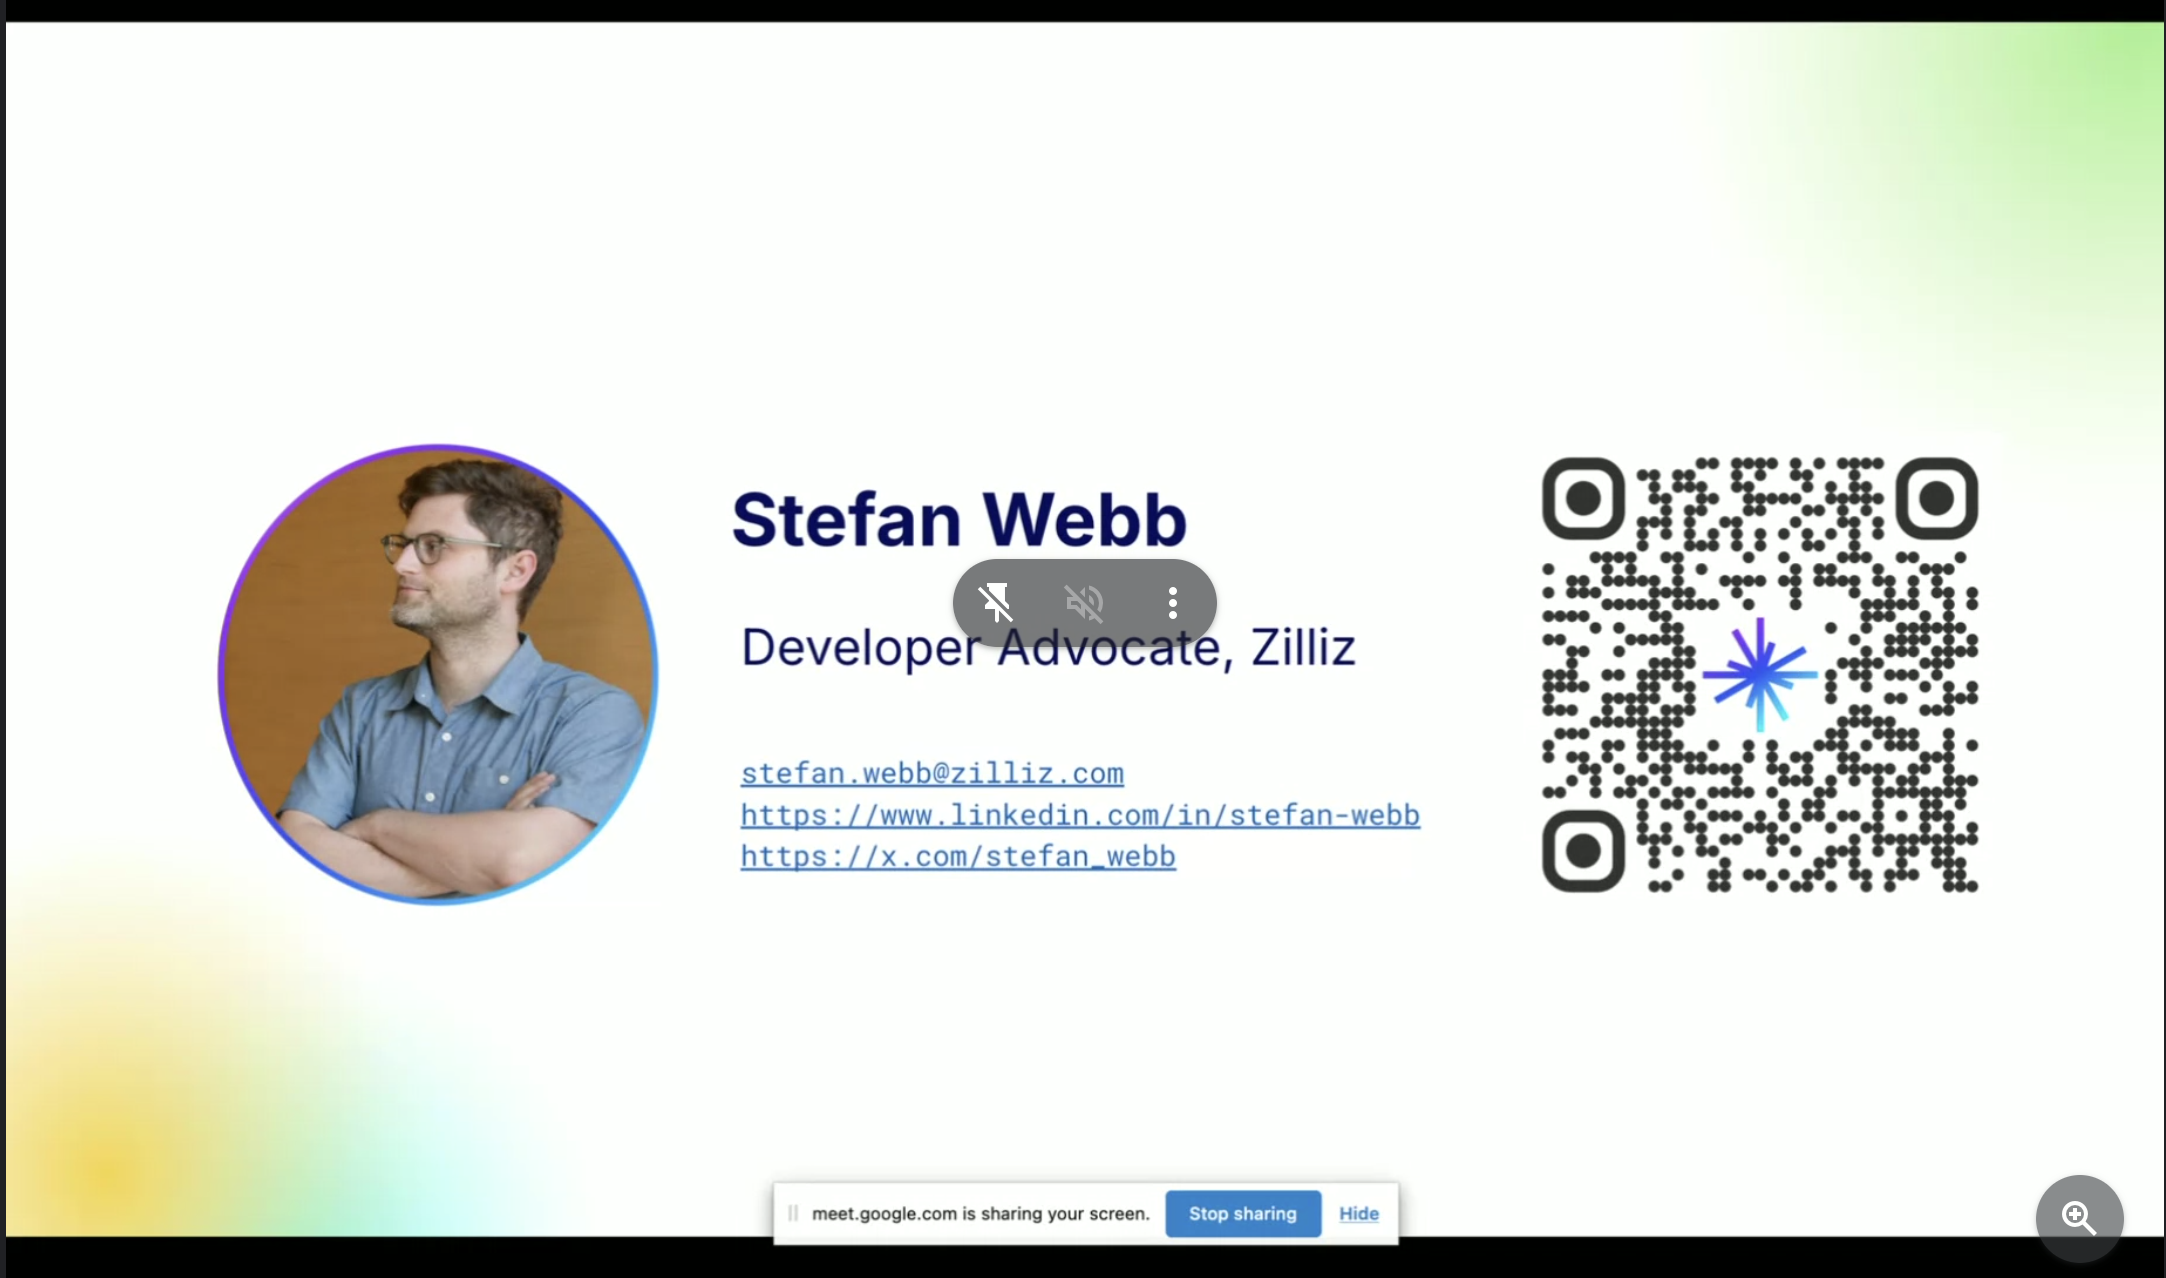 Stefan Webb
Developer Advocate, Zilliz
stefan.webb@zilliz.com
https://www.linkedin.com/in/stefan-webb
https://x.com/stefan_webb
meet.google.com is sharing your screen.
Stop sharing
Hide